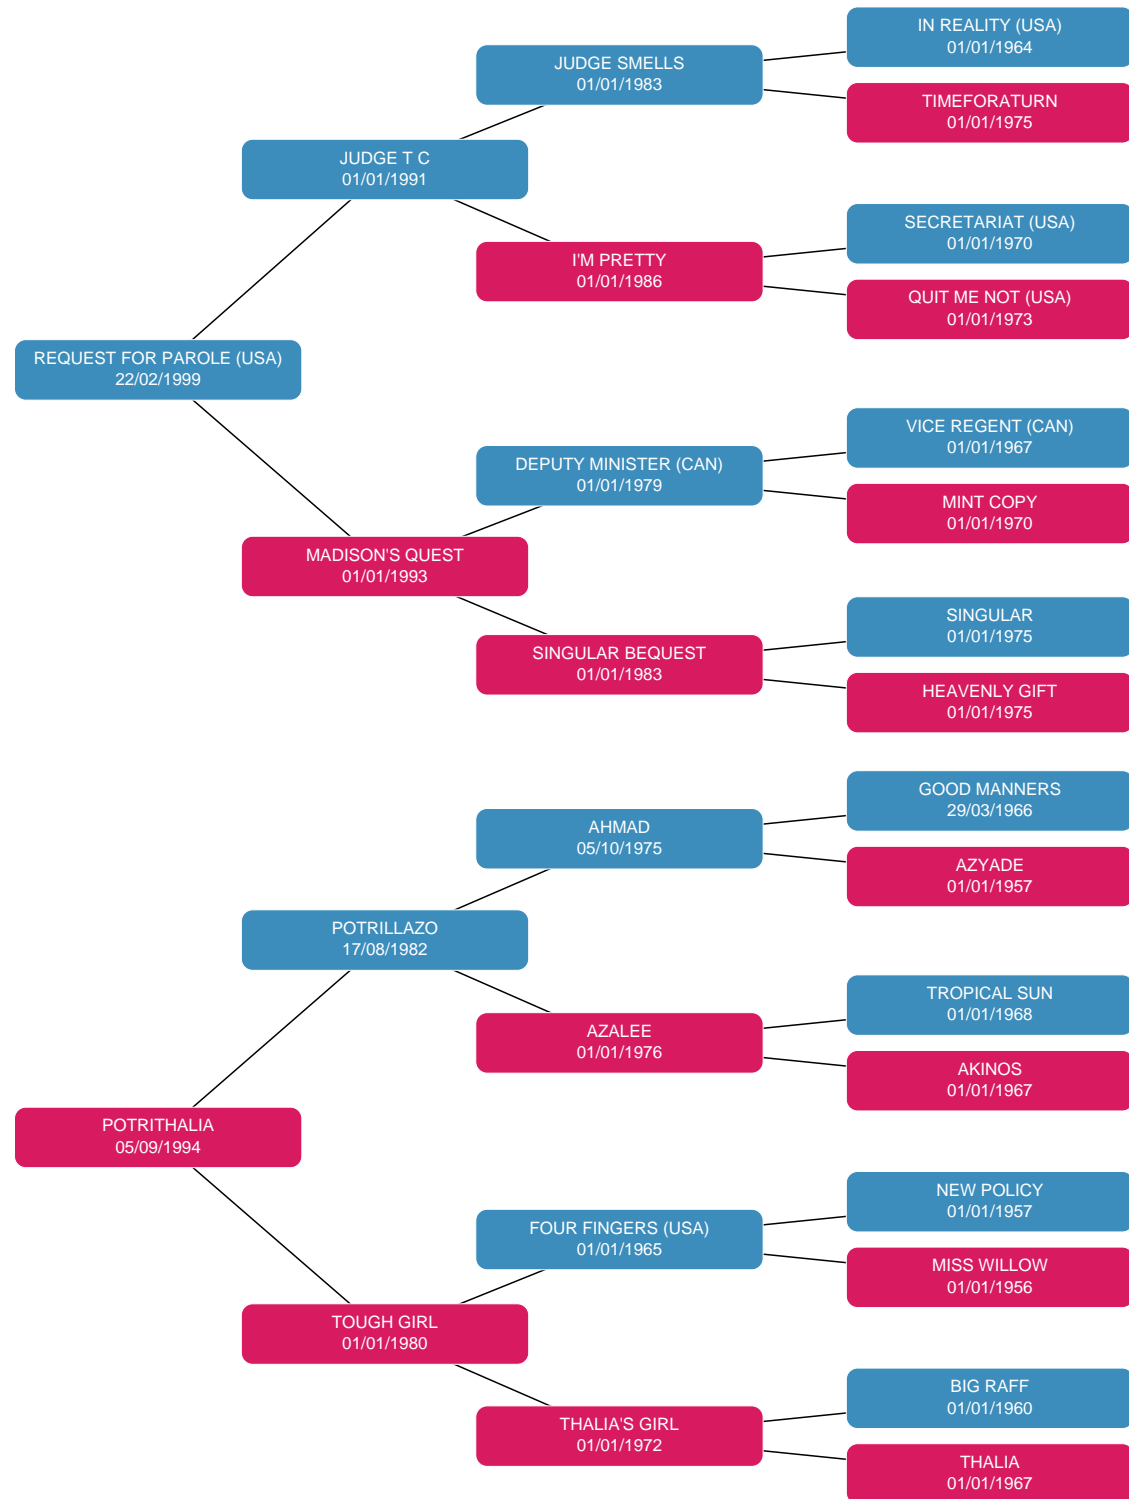 IN REALITY (USA)
01/01/1964
JUDGE SMELLS
01/01/1983
TIMEFORATURN
01/01/1975
JUDGE T C
01/01/1991
SECRETARIAT (USA)
01/01/1970
I'M PRETTY
01/01/1986
QUIT ME NOT (USA)
01/01/1973
REQUEST FOR PAROLE (USA)
22/02/1999
VICE REGENT (CAN)
01/01/1967
DEPUTY MINISTER (CAN)
01/01/1979
MINT COPY
01/01/1970
MADISON'S QUEST
01/01/1993
SINGULAR
01/01/1975
SINGULAR BEQUEST
01/01/1983
HEAVENLY GIFT
01/01/1975
GOOD MANNERS
29/03/1966
AHMAD
05/10/1975
AZYADE
01/01/1957
POTRILLAZO
17/08/1982
TROPICAL SUN
01/01/1968
AZALEE
01/01/1976
AKINOS
01/01/1967
POTRITHALIA
05/09/1994
NEW POLICY
01/01/1957
FOUR FINGERS (USA)
01/01/1965
MISS WILLOW
01/01/1956
TOUGH GIRL
01/01/1980
BIG RAFF
01/01/1960
THALIA'S GIRL
01/01/1972
THALIA
01/01/1967